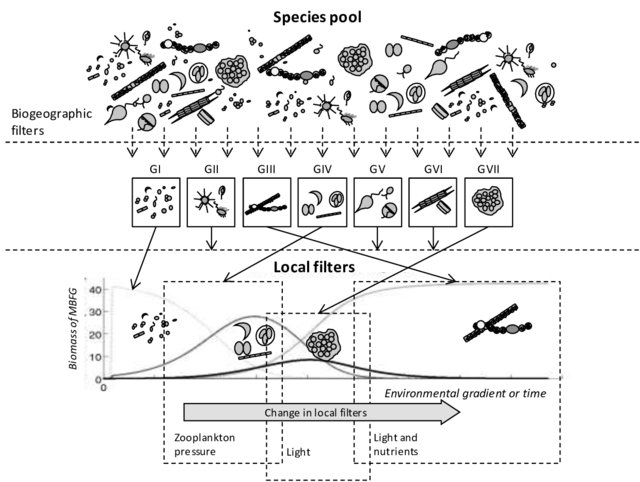 Species pool
Biogeographic
filters
GI GII GIII GIV GV GVI GVII
Local filters
Biomass of MBFG
40
30
20
10
0
0
Environmental gradient or time
Change in local filters
Zooplankton
pressure
Light
Light and
nutrients